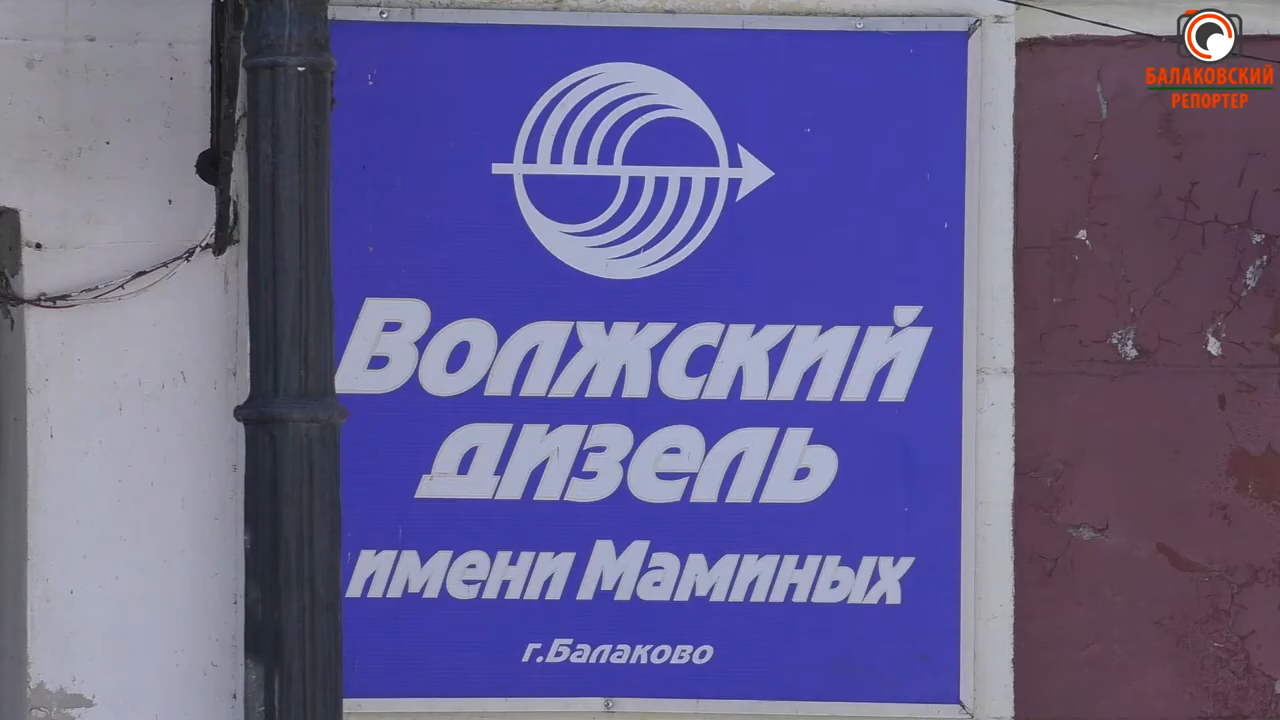 БАЛАКОВСКИЙ
РЕПОРТЕР
Волжский
дизель
имени Маминых
г.Балаково